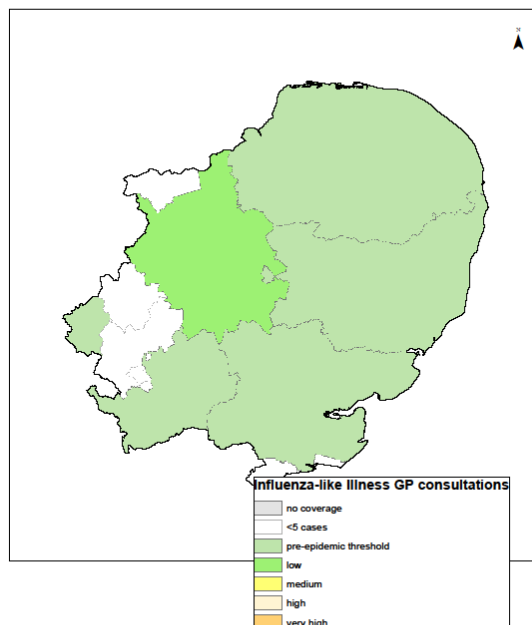 N
Influenza-like Illness GP consultations
no coverage
<5 cases
pre-epidemic threshold
low
medium
high
very high